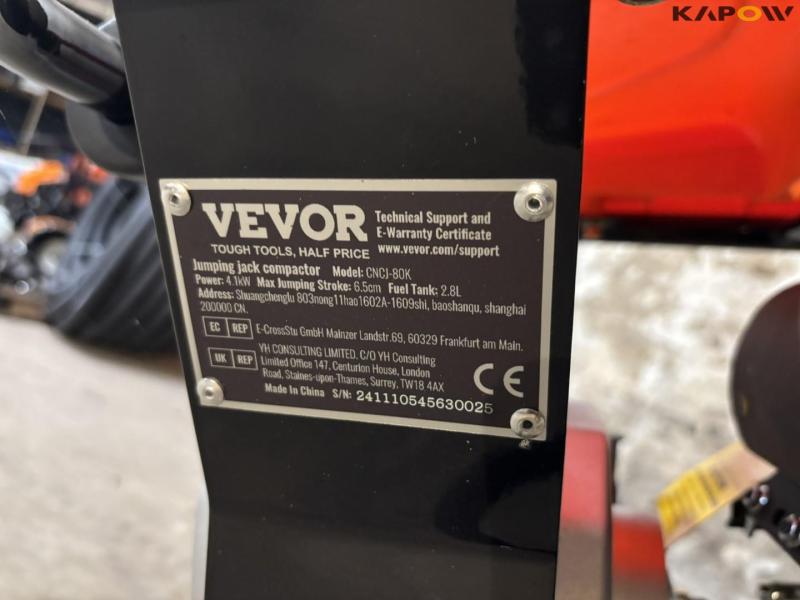 KAPOW
VEVOR
TOUGH TOOLS, HALF PRICE
Technical Support and
E-Warranty Certificate
www.vevor.com/support
Jumping jack compactor Model: CNCJ-80K
Power: 4.1kW Max Jumping Stroke: 6.5cm Fuel Tank: 2.8L
Address: Shuangchenglu 803nong11hao1602A-1609shi, baoshanqu, shanghai
200000 CN.
EC REP E-CrossStu GmbH Mainzer Landstr.69, 60329 Frankfurt am Main.
UK REP YH CONSULTING LIMITED. C/O YH Consulting
Limited Office 147, Centurion House, London
Road, Staines-upon-Thames, Surrey, TW18 4AX
CE
Made In China S/N: 241110545630025